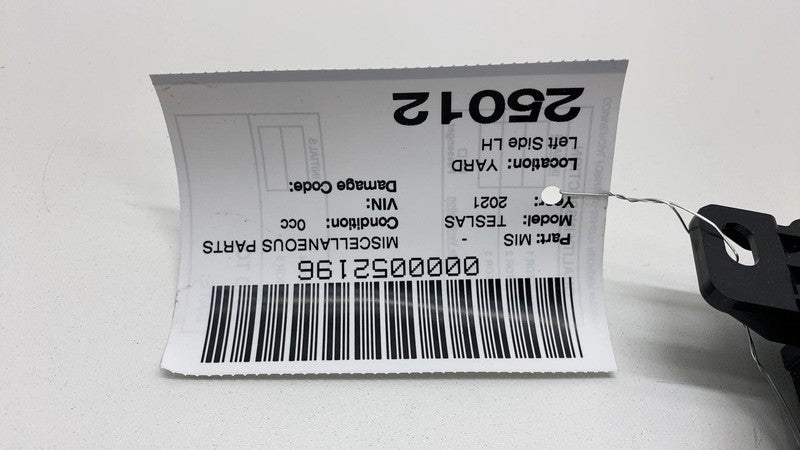 0000052196
Part: MIS - MISCELLANEOUS PARTS
Model: TESLAS Condition: 0cc
Year: 2021 VIN:
Damage Code:
Location: YARD
Left Side LH
25012